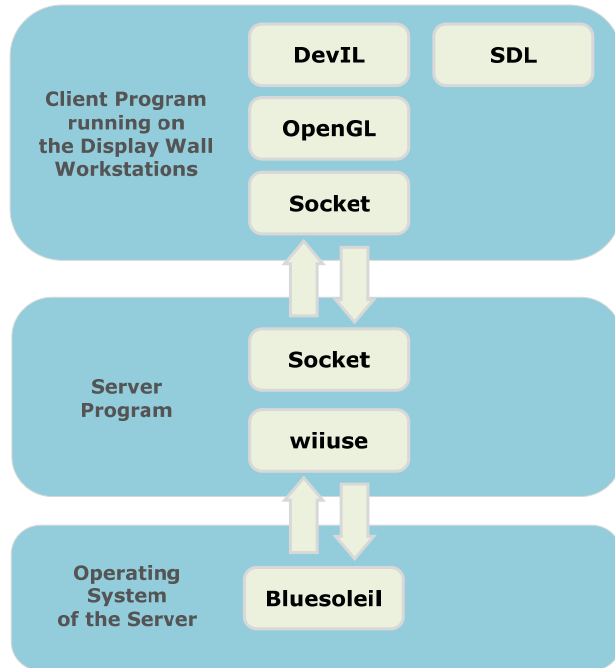 DevIL
SDL
Client Program
running on
the Display Wall
Workstations
OpenGL
Socket
Socket
Server
Program
wiiuse
Operating
System
of the Server
Bluesoleil